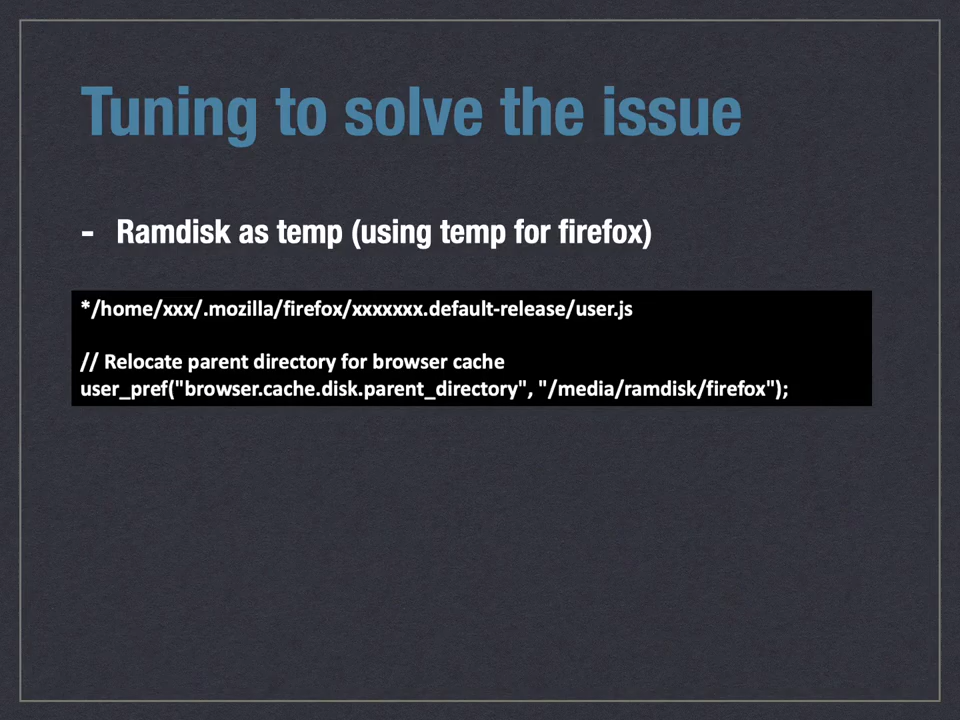 Tuning to solve the issue
- Ramdisk as temp (using temp for firefox)
*/home/xxx/.mozilla/firefox/xxxxxxx.default-release/user.js
// Relocate parent directory for browser cache
user_pref("browser.cache.disk.parent_directory", "/media/ramdisk/firefox");